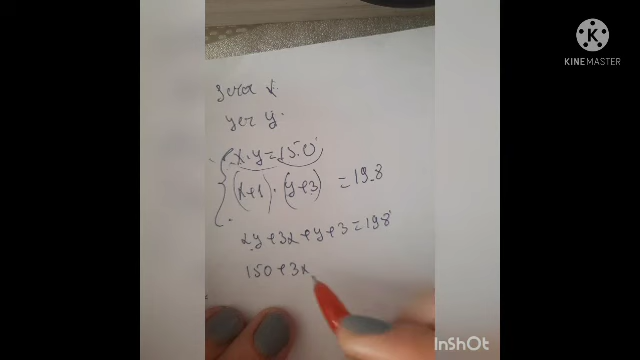 sıra x
yer y.
x·y=150
(x+1)·(y+3) =198
xy+3x+y+3=198
150+3x
K
KINEMASTER
InShOt